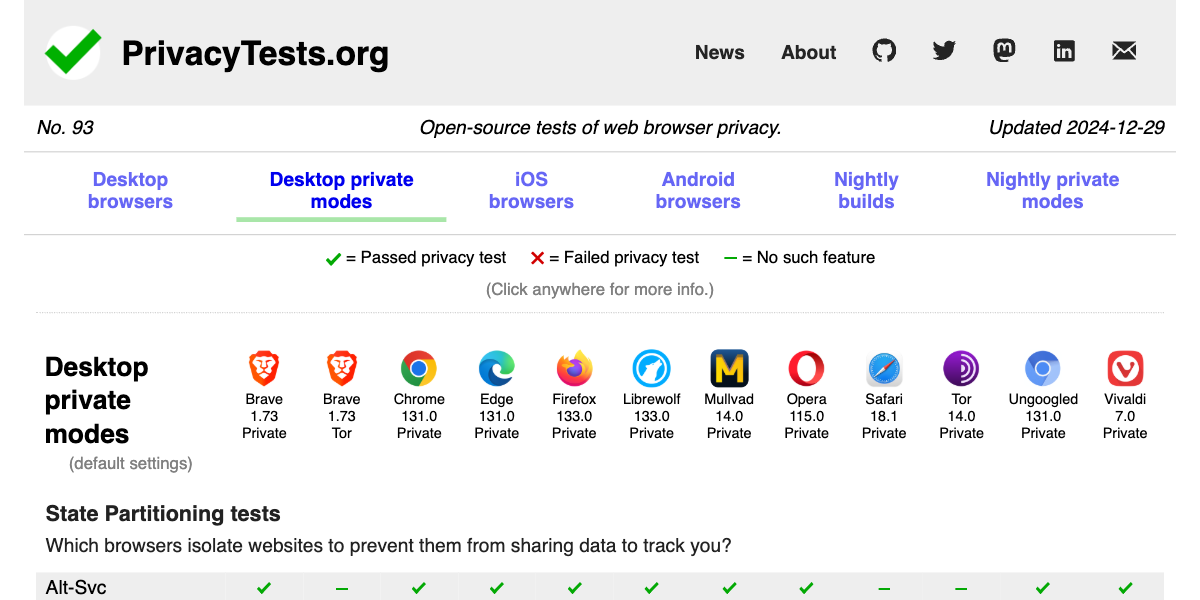 PrivacyTests.org
News About
No. 93 Open-source tests of web browser privacy. Updated 2024-12-29
Desktop browsers
Desktop private modes
iOS browsers
Android browsers
Nightly builds
Nightly private modes
= Passed privacy test = Failed privacy test = No such feature
(Click anywhere for more info.)
Desktop
private
modes
(default settings)
Brave 1.73 Private
Brave 1.73 Tor
Chrome 131.0 Private
Edge 131.0 Private
Firefox 133.0 Private
Librewolf 133.0 Private
Mullvad 14.0 Private
Opera 115.0 Private
Safari 18.1 Private
Tor 14.0 Private
Ungoogled 131.0 Private
Vivaldi 7.0 Private
State Partitioning tests
Which browsers isolate websites to prevent them from sharing data to track you?
Alt-Svc